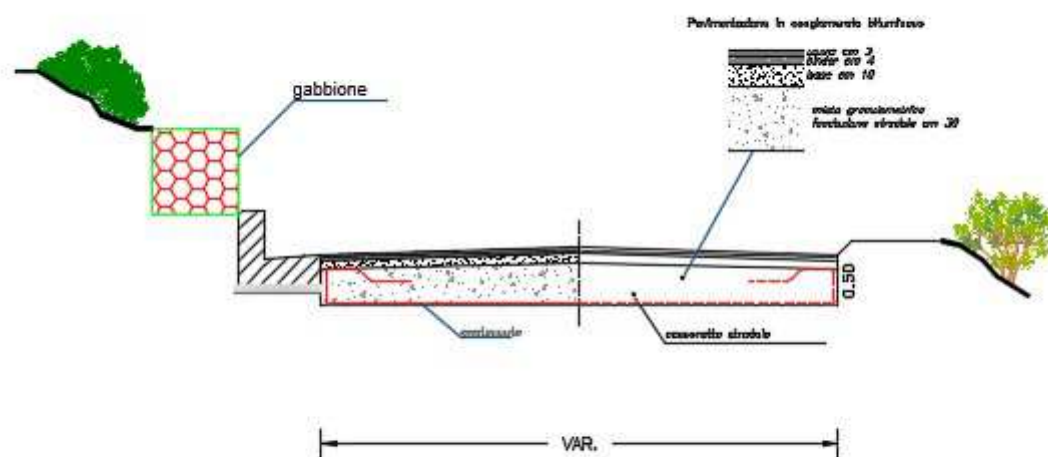 Pavimentazione in conglomerato bituminoso
usura cm 3
binder cm 4
base cm 10
gabbione
misto granulometrico
fondazione stradale cm 30
0.50
cassonetto stradale
VAR.